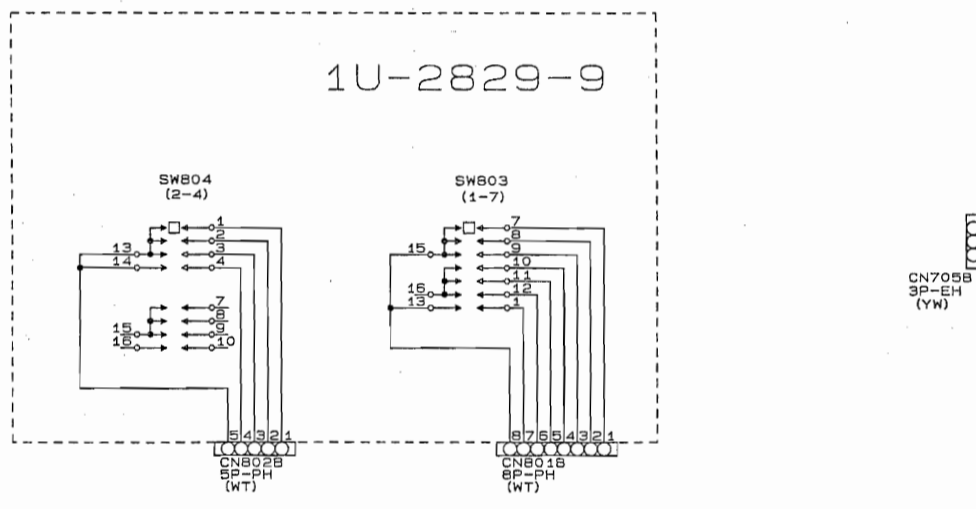 1U-2829-9
SW804
(2-4)
1
2
3
4
13
14
7
8
9
10
15
16
5 4 3 2 1
CN802B
5P-PH
(WT)
SW803
(1-7)
7
8
9
10
11
12
1
15
16
13
8 7 6 5 4 3 2 1
CN801B
8P-PH
(WT)
CN705B
3P-EH
(YW)